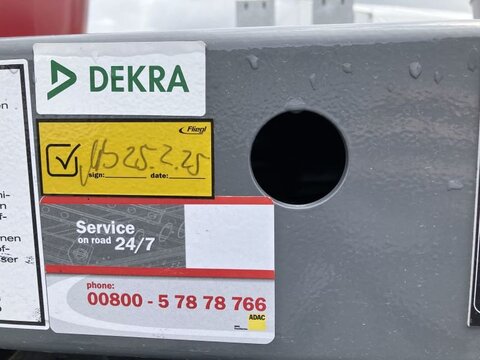 DEKRA
Fliegl
25.2.25
sign: date:
Service
on road 24/7
phone:
00800 - 5 78 78 766
ADAC